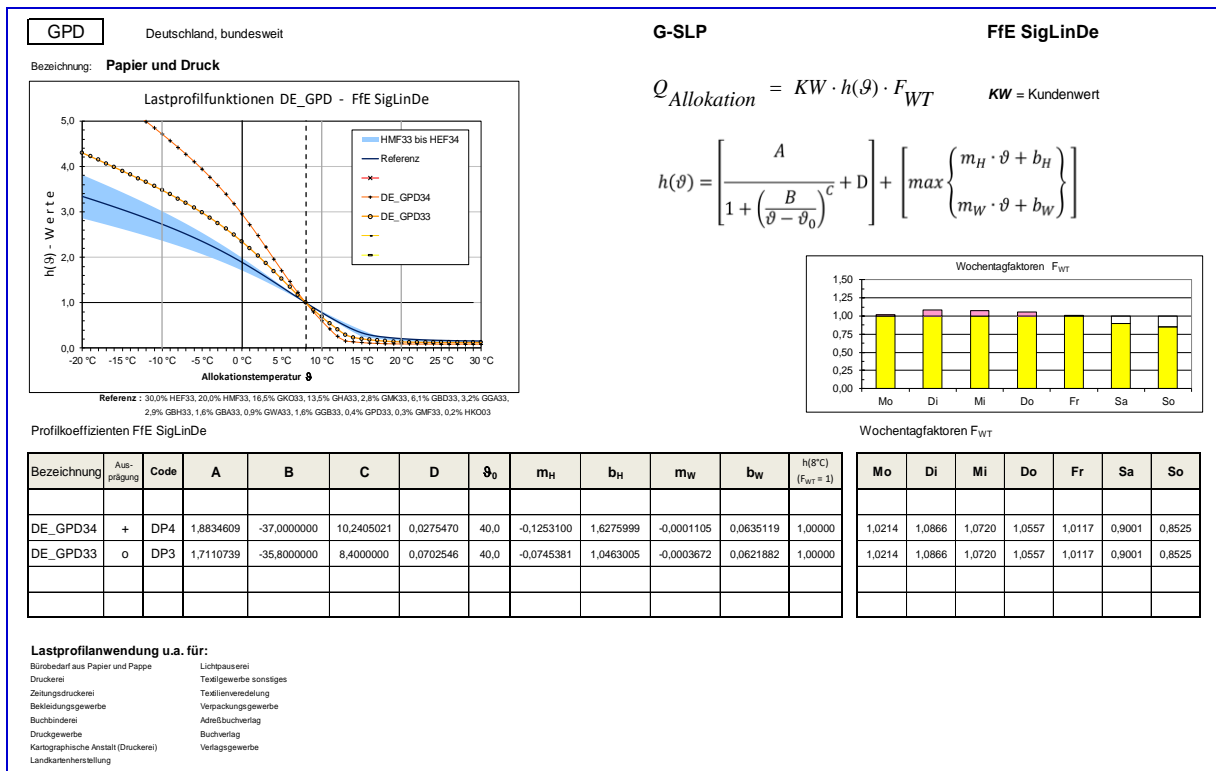 GPD Deutschland, bundesweit G-SLP FfE SigLinDe
Bezeichnung: Papier und Druck
Q_Allokation = KW · h(ϑ) · F_WT KW = Kundenwert
h(ϑ) = [ A / (1 + (B / (ϑ − ϑ0))^C) + D ] + [ max { mH · ϑ + bH ; mW · ϑ + bW } ]
Lastprofilfunktionen DE_GPD - FfE SigLinDe
h(ϑ) - Werte
5,0
4,0
3,0
2,0
1,0
0,0
HMF33 bis HEF34
Referenz
DE_GPD34
DE_GPD33
-20 °C -15 °C -10 °C -5 °C 0 °C 5 °C 10 °C 15 °C 20 °C 25 °C 30 °C
Allokationstemperatur ϑ
Referenz : 30,0% HEF33, 20,0% HMF33, 16,5% GKO33, 13,5% GHA33, 2,8% GMK33, 6,1% GBD33, 3,2% GGA33,
2,9% GBH33, 1,6% GBA33, 0,9% GWA33, 1,6% GGB33, 0,4% GPD33, 0,3% GMF33, 0,2% HKO03
Wochentagfaktoren F_WT
1,50
1,25
1,00
0,75
0,50
0,25
0,00
Mo Di Mi Do Fr Sa So
Profilkoeffizienten FfE SigLinDe
Bezeichnung Aus-prägung Code A B C D ϑ0 mH bH mW bW h(8°C) (F_WT = 1)
DE_GPD34 + DP4 1,8834609 -37,0000000 10,2405021 0,0275470 40,0 -0,1253100 1,6275999 -0,0001105 0,0635119 1,00000
DE_GPD33 o DP3 1,7110739 -35,8000000 8,4000000 0,0702546 40,0 -0,0745381 1,0463005 -0,0003672 0,0621882 1,00000
Wochentagfaktoren F_WT
Mo Di Mi Do Fr Sa So
1,0214 1,0866 1,0720 1,0557 1,0117 0,9001 0,8525
1,0214 1,0866 1,0720 1,0557 1,0117 0,9001 0,8525
Lastprofilanwendung u.a. für:
Bürobedarf aus Papier und Pappe
Druckerei
Zeitungsdruckerei
Bekleidungsgewerbe
Buchbinderei
Druckgewerbe
Kartographische Anstalt (Druckerei)
Landkartenherstellung
Lichtpauserei
Textilgewerbe sonstiges
Textilienveredelung
Verpackungsgewerbe
Adreßbuchverlag
Buchverlag
Verlagsgewerbe